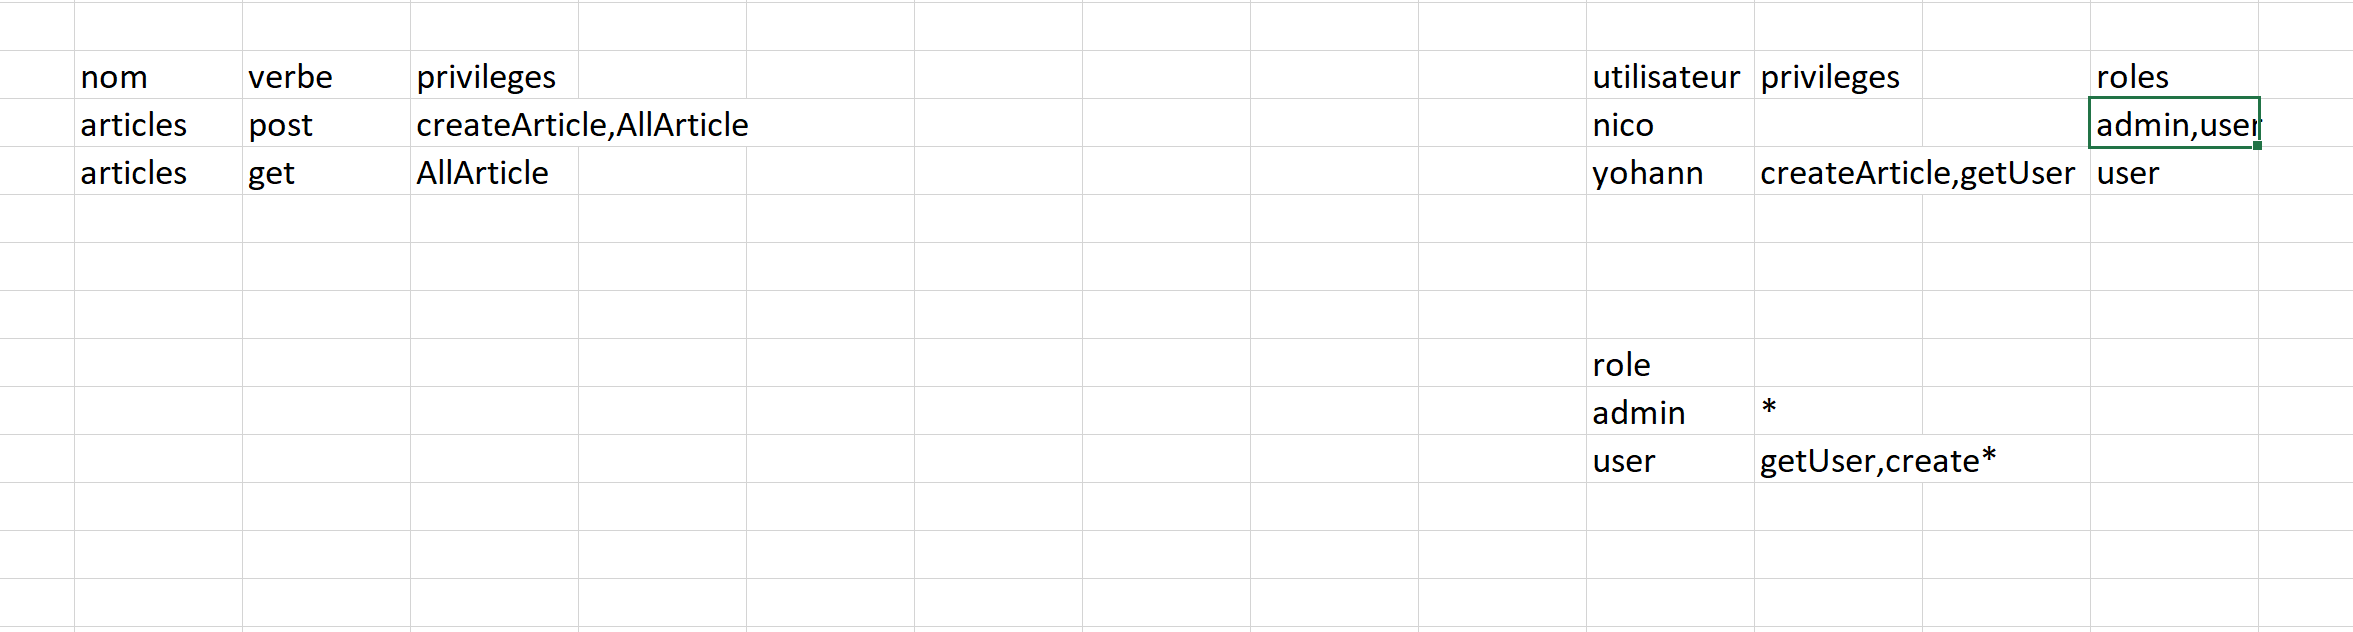 nom verbe privileges utilisateur privileges roles
articles post createArticle,AllArticle nico admin,user
articles get AllArticle yohann createArticle,getUser user
role
admin *
user getUser,create*